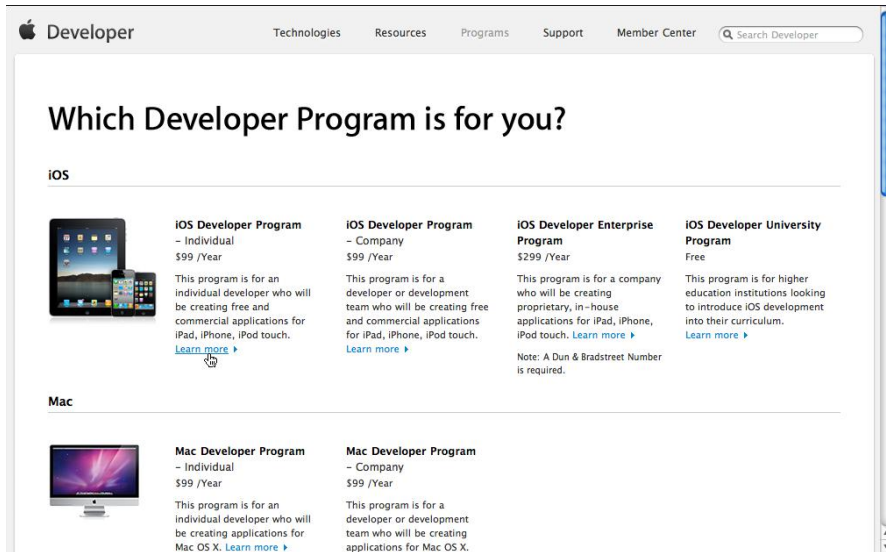 Developer
Technologies Resources Programs Support Member Center Search Developer
Which Developer Program is for you?
iOS
iOS Developer Program
– Individual
$99 /Year
This program is for an
individual developer who will
be creating free and
commercial applications for
iPad, iPhone, iPod touch.
Learn more
iOS Developer Program
– Company
$99 /Year
This program is for a
developer or development
team who will be creating free
and commercial applications
for iPad, iPhone, iPod touch.
Learn more
iOS Developer Enterprise
Program
$299 /Year
This program is for a company
who will be creating
proprietary, in-house
applications for iPad, iPhone,
iPod touch. Learn more
Note: A Dun & Bradstreet Number
is required.
iOS Developer University
Program
Free
This program is for higher
education institutions looking
to introduce iOS development
into their curriculum.
Learn more
Mac
Mac Developer Program
– Individual
$99 /Year
This program is for an
individual developer who will
be creating applications for
Mac OS X. Learn more
Mac Developer Program
– Company
$99 /Year
This program is for a
developer or development
team who will be creating
applications for Mac OS X.